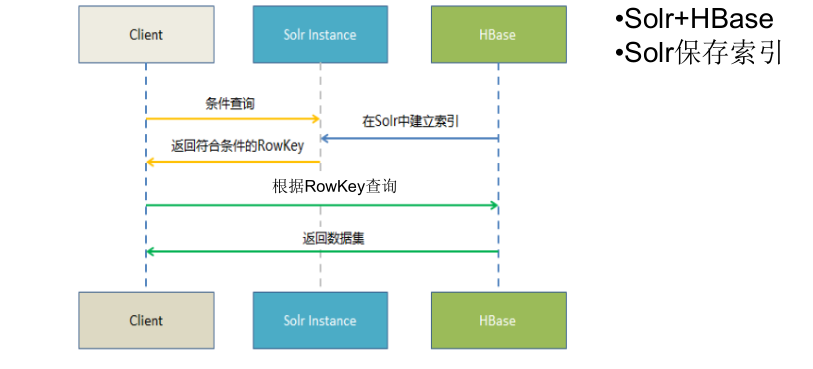 Client
Solr Instance
HBase
•Solr+HBase
•Solr保存索引
条件查询
在Solr中建立索引
返回符合条件的RowKey
根据RowKey查询
返回数据集
Client
Solr Instance
HBase